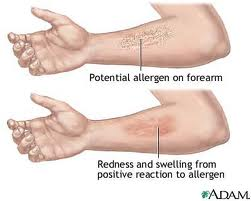 Potential allergen on forearm
Redness and swelling from
positive reaction to allergen
ADAM